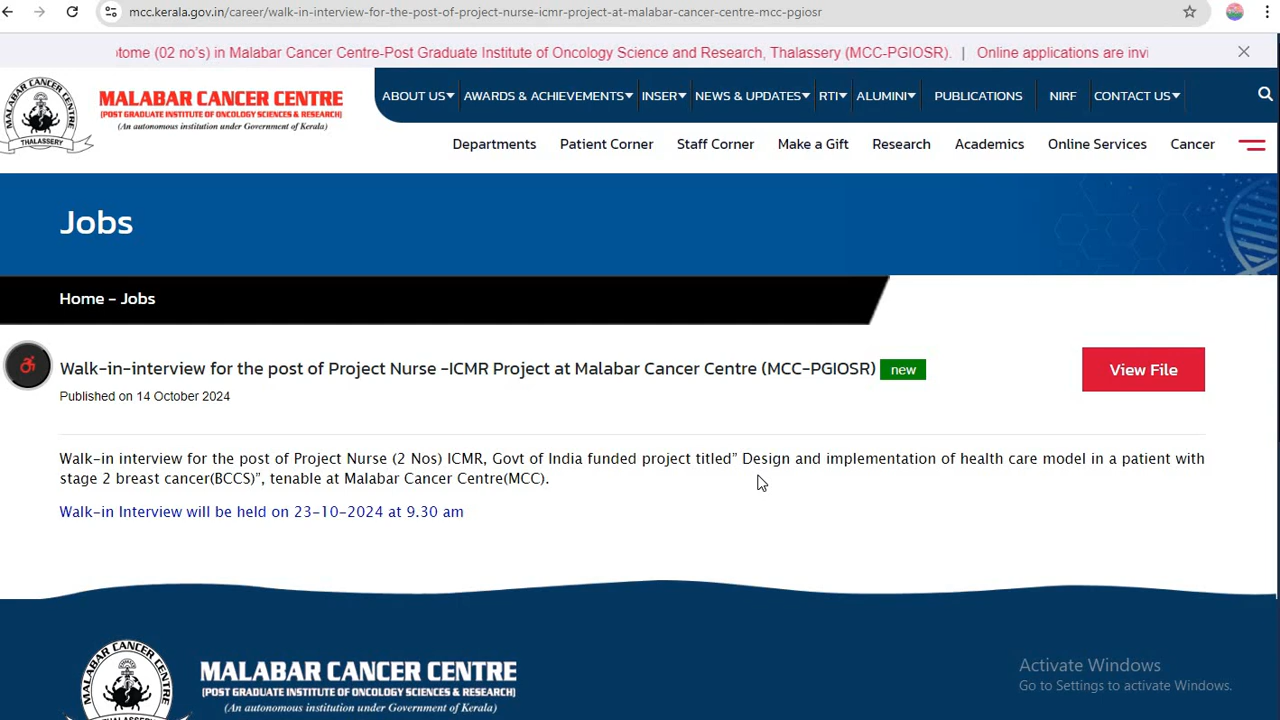 mcc.kerala.gov.in/career/walk-in-interview-for-the-post-of-project-nurse-icmr-project-at-malabar-cancer-centre-mcc-pgiosr
otome (02 no's) in Malabar Cancer Centre-Post Graduate Institute of Oncology Science and Research, Thalassery (MCC-PGIOSR). | Online applications are invi
MALABAR CANCER CENTRE
(POST GRADUATE INSTITUTE OF ONCOLOGY SCIENCES & RESEARCH)
(An autonomous institution under Government of Kerala)
THALASSERY
ABOUT US AWARDS & ACHIEVEMENTS INSER NEWS & UPDATES RTI ALUMNI PUBLICATIONS NIRF CONTACT US
Departments Patient Corner Staff Corner Make a Gift Research Academics Online Services Cancer
Jobs
Home - Jobs
Walk-in-interview for the post of Project Nurse -ICMR Project at Malabar Cancer Centre (MCC-PGIOSR) new
View File
Published on 14 October 2024
Walk-in interview for the post of Project Nurse (2 Nos) ICMR, Govt of India funded project titled” Design and implementation of health care model in a patient with
stage 2 breast cancer(BCCS)”, tenable at Malabar Cancer Centre(MCC).
Walk-in Interview will be held on 23-10-2024 at 9.30 am
MALABAR CANCER CENTRE
(POST GRADUATE INSTITUTE OF ONCOLOGY SCIENCES & RESEARCH)
(An autonomous institution under Government of Kerala)
Activate Windows
Go to Settings to activate Windows.